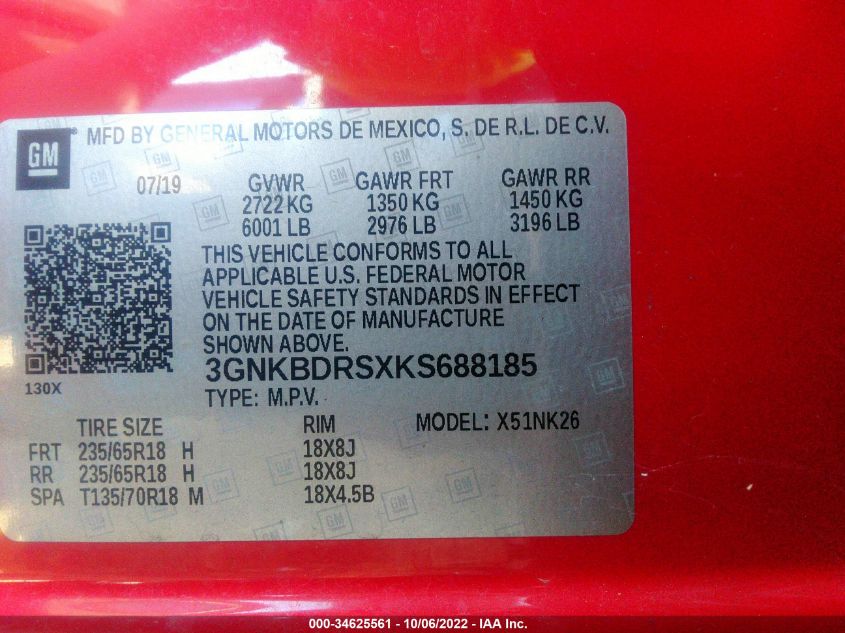 GM MFD BY GENERAL MOTORS DE MEXICO, S. DE R.L. DE C.V.
07/19 GVWR GAWR FRT GAWR RR
2722 KG 1350 KG 1450 KG
6001 LB 2976 LB 3196 LB
THIS VEHICLE CONFORMS TO ALL
APPLICABLE U.S. FEDERAL MOTOR
VEHICLE SAFETY STANDARDS IN EFFECT
ON THE DATE OF MANUFACTURE
SHOWN ABOVE.
3GNKBDRSXKS688185
130X
TYPE: M.P.V.
TIRE SIZE RIM MODEL: X51NK26
FRT 235/65R18 H 18X8J
RR 235/65R18 H 18X8J
SPA T135/70R18 M 18X4.5B
000-34625561 - 10/06/2022 - IAA Inc.